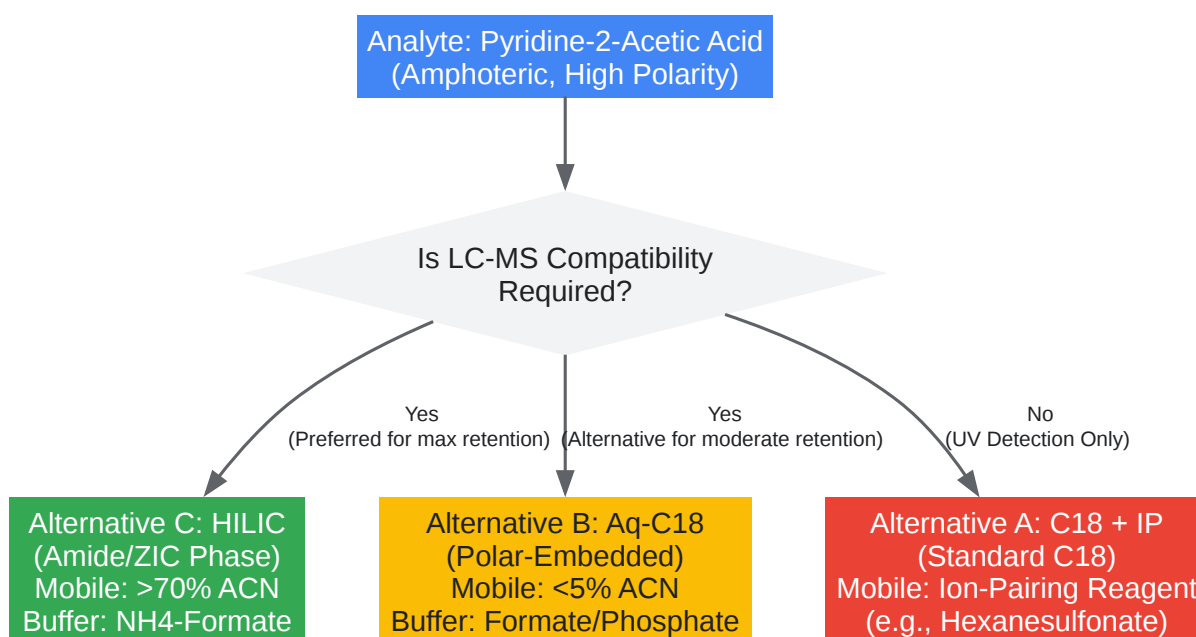 Analyte: Pyridine-2-Acetic Acid
(Amphoteric, High Polarity)
Is LC-MS Compatibility
Required?
Yes
(Preferred for max retention)
Yes
(Alternative for moderate retention)
No
(UV Detection Only)
Alternative C: HILIC
(Amide/ZIC Phase)
Mobile: >70% ACN
Buffer: NH4-Formate
Alternative B: Aq-C18
(Polar-Embedded)
Mobile: <5% ACN
Buffer: Formate/Phosphate
Alternative A: C18 + IP
(Standard C18)
Mobile: Ion-Pairing Reagent
(e.g., Hexanesulfonate)